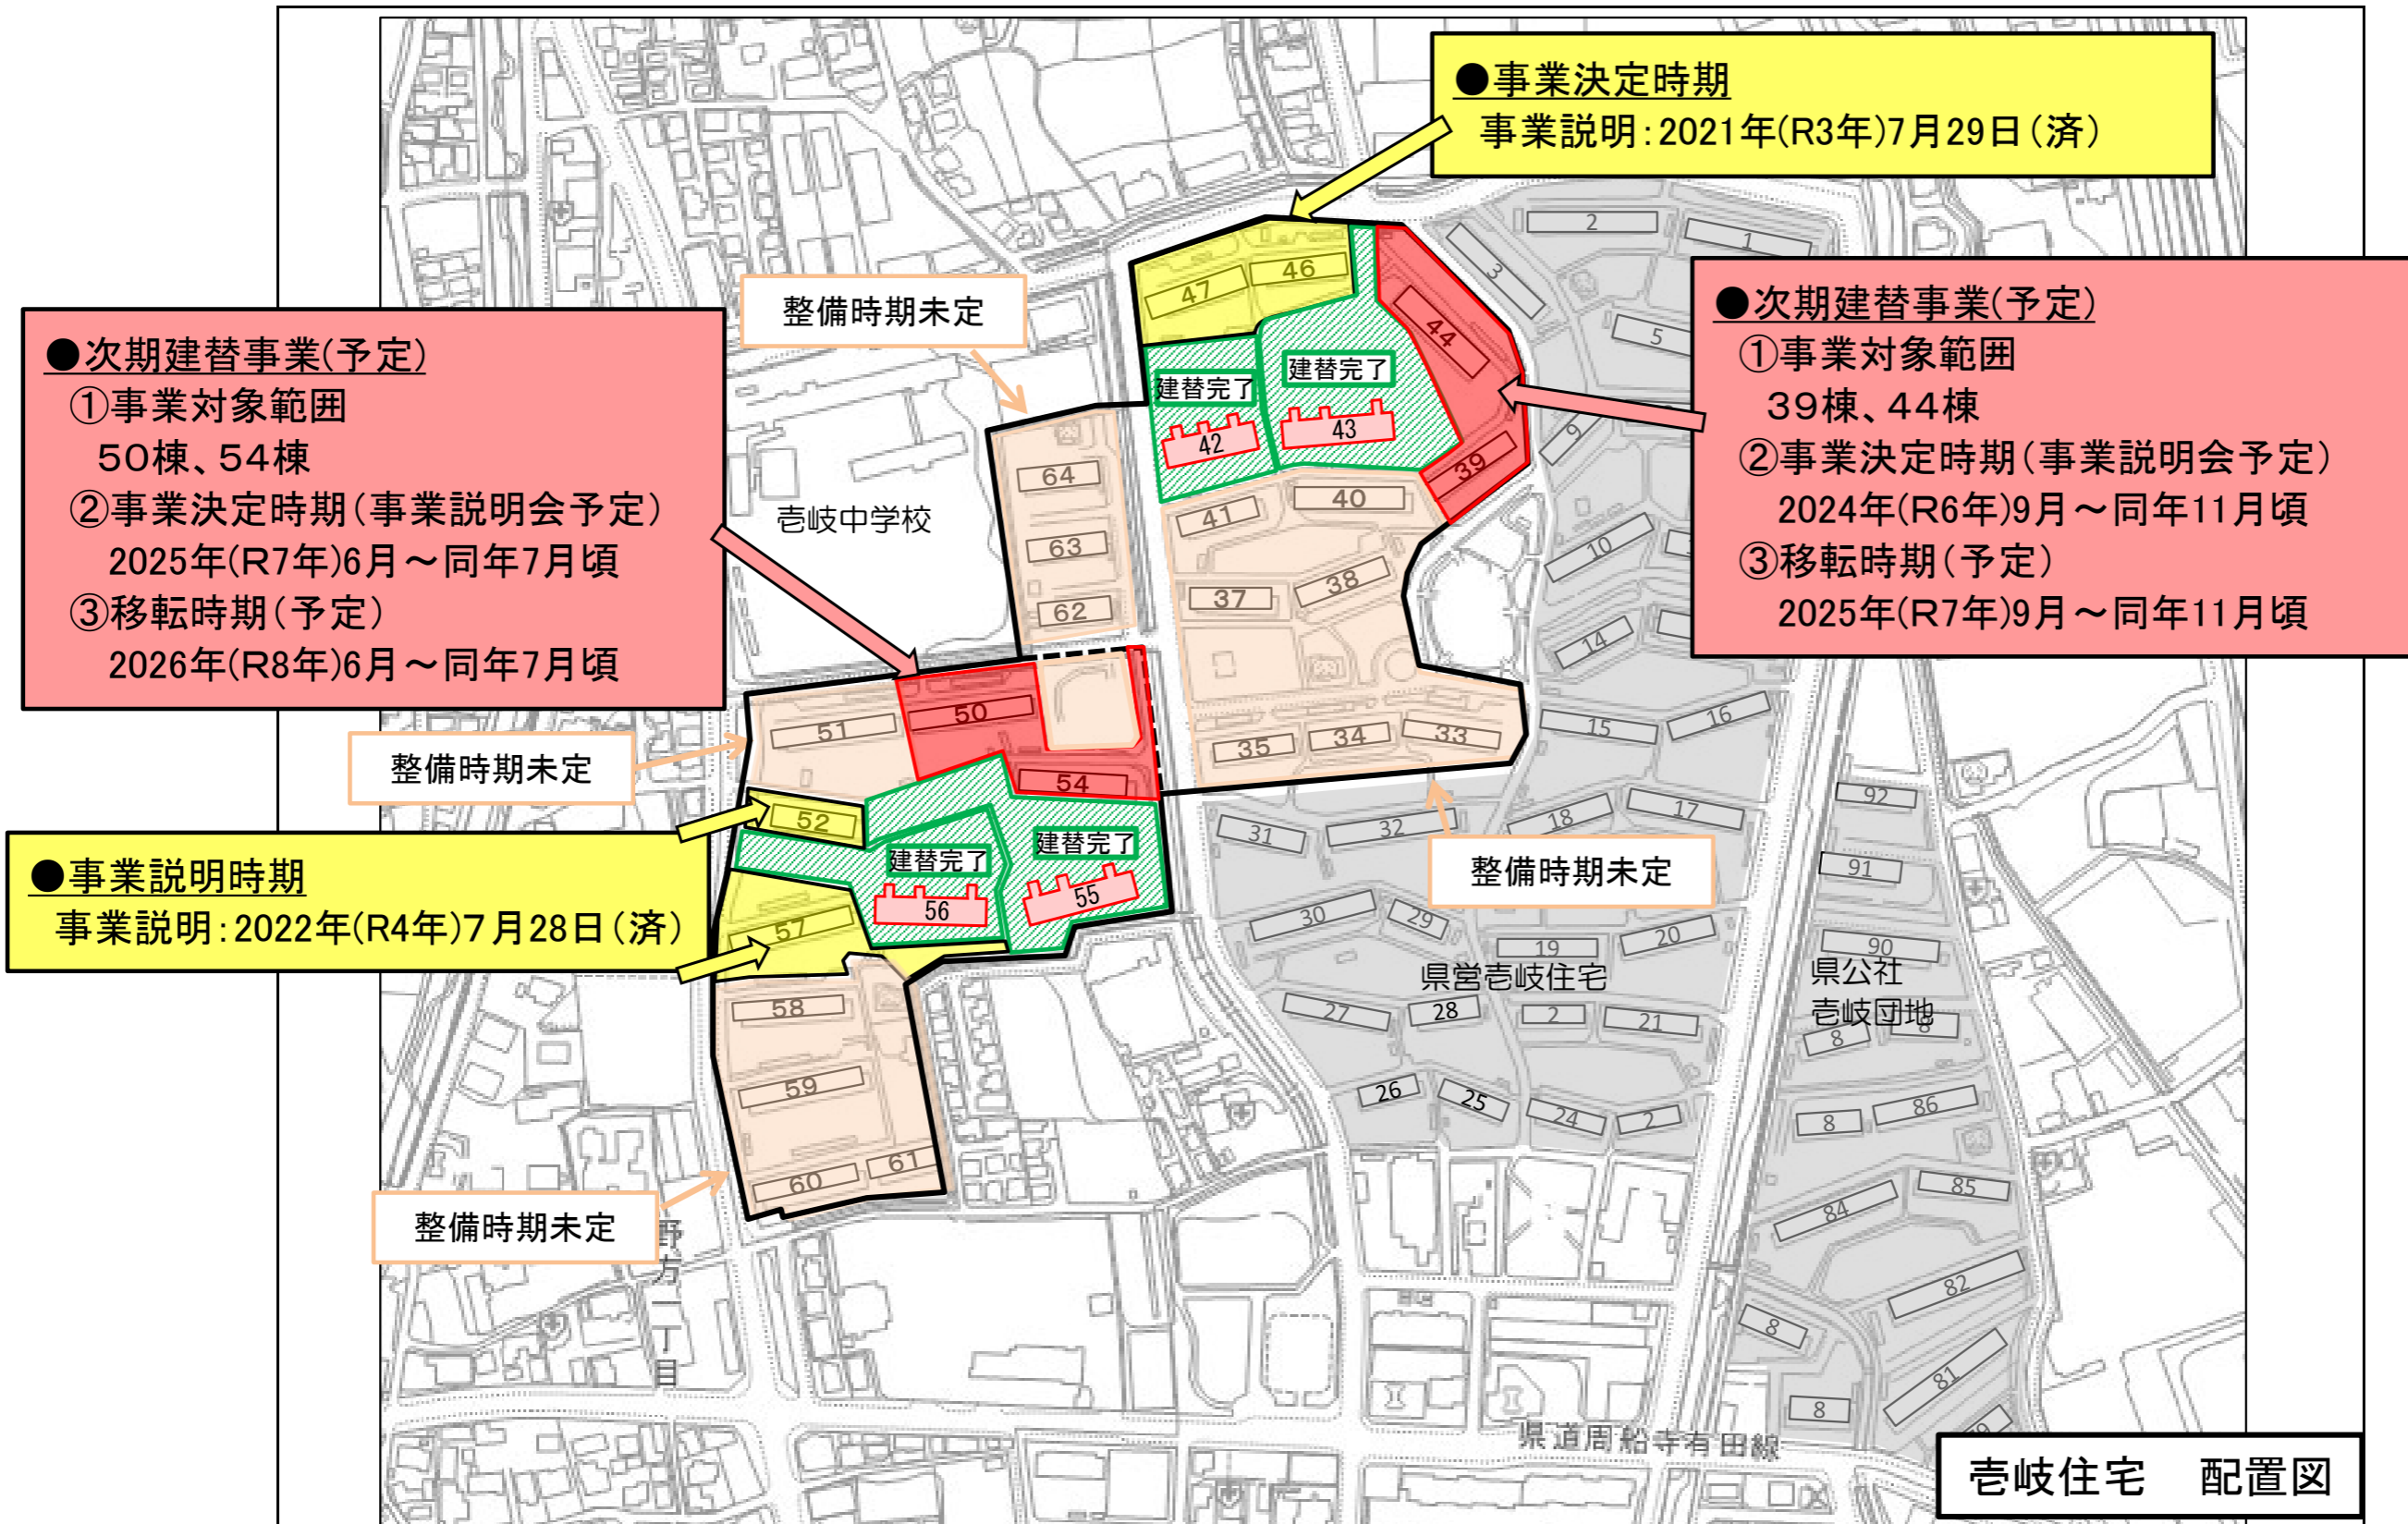 ●事業決定時期
事業説明:2021年(R3年)7月29日(済)
●次期建替事業(予定)
①事業対象範囲
50棟、54棟
②事業決定時期(事業説明会予定)
2025年(R7年)6月～同年7月頃
③移転時期(予定)
2026年(R8年)6月～同年7月頃
●次期建替事業(予定)
①事業対象範囲
39棟、44棟
②事業決定時期(事業説明会予定)
2024年(R6年)9月～同年11月頃
③移転時期(予定)
2025年(R7年)9月～同年11月頃
●事業説明時期
事業説明:2022年(R4年)7月28日(済)
整備時期未定
整備時期未定
整備時期未定
整備時期未定
建替完了
建替完了
建替完了
建替完了
壱岐中学校
県営壱岐住宅
県公社
壱岐団地
野方一丁目
県道周船寺有田線
47
46
44
42
43
39
64
63
62
41
40
37
38
35
34
33
51
50
54
52
56
55
57
58
59
60
61
2
1
3
5
9
10
14
15
16
18
17
31
32
30
29
19
20
27
28
2
21
26
25
24
2
92
91
90
8
8
8
86
85
84
82
8
81
8
壱岐住宅　配置図